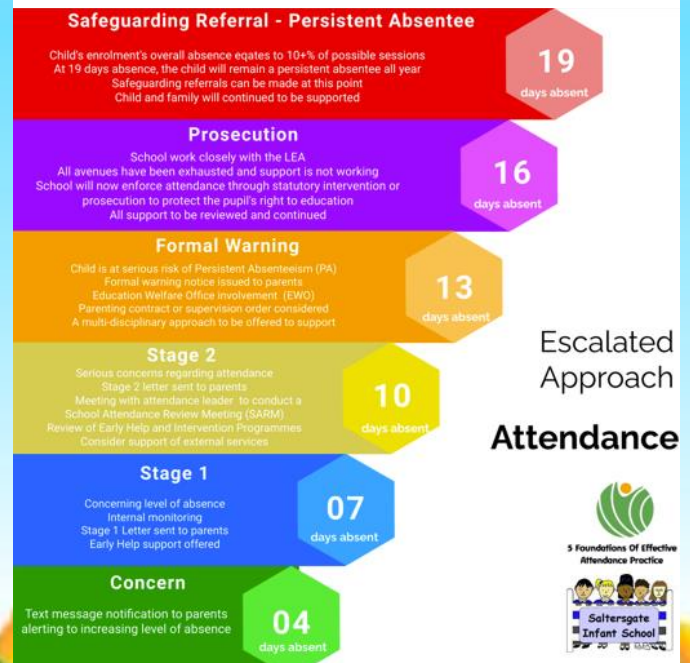 Safeguarding Referral - Persistent Absentee
Child's enrolment's overall absence eqates to 10+% of possible sessions
At 19 days absence, the child will remain a persistent absentee all year
Safeguarding referrals can be made at this point
Child and family will continued to be supported
19
days absent
Prosecution
School work closely with the LEA
All avenues have been exhausted and support is not working
School will now enforce attendance through statutory intervention or
prosecution to protect the pupil's right to education
All support to be reviewed and continued
16
days absent
Formal Warning
Child is at serious risk of Persistent Absenteeism (PA)
Formal warning notice issued to parents
Education Welfare Office involvement (EWO)
Parenting contract or supervision order considered
A multi-disciplinary approach to be offered to support
13
days absent
Stage 2
Serious concerns regarding attendance
Stage 2 letter sent to parents
Meeting with attendance leader to conduct a
School Attendance Review Meeting (SARM)
Review of Early Help and Intervention Programmes
Consider support of external services
10
days absent
Stage 1
Concerning level of absence
Internal monitoring
Stage 1 Letter sent to parents
Early Help support offered
07
days absent
Concern
Text message notification to parents
alerting to increasing level of absence
04
days absent
Escalated
Approach
Attendance
5 Foundations Of Effective
Attendance Practice
Saltersgate
Infant School